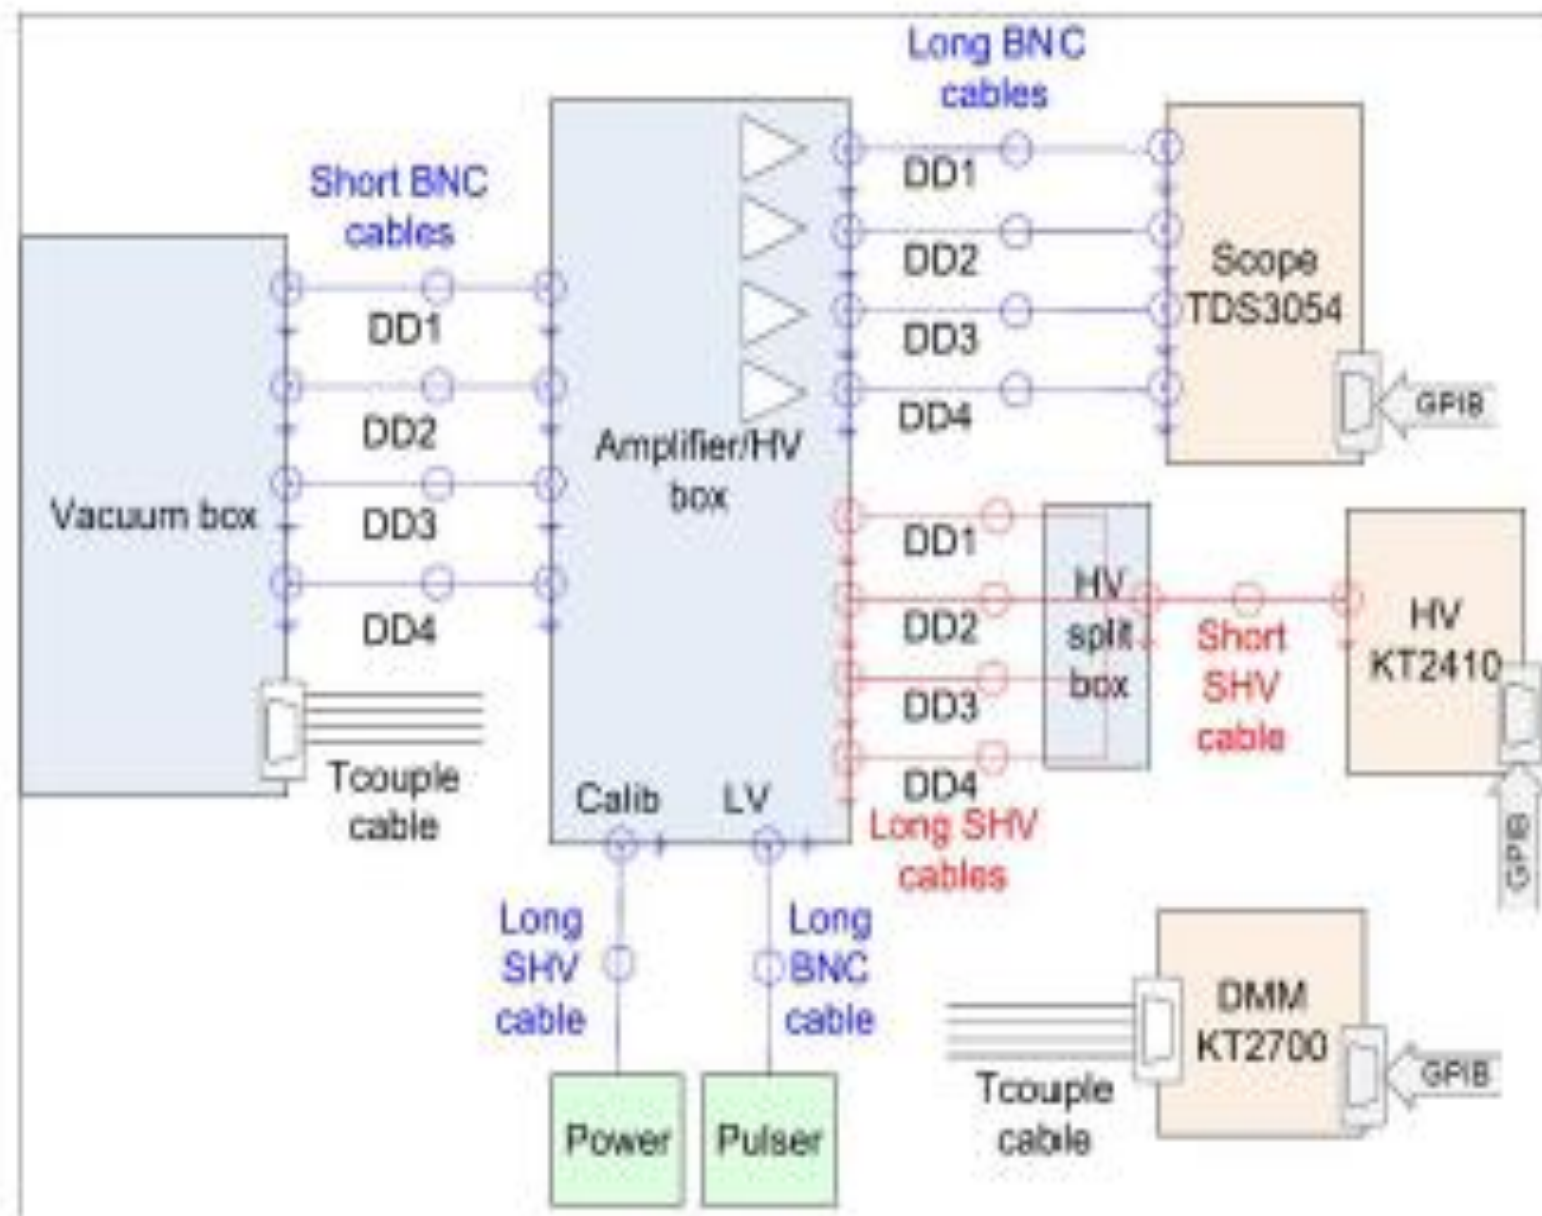 Long BNC
cables
Short BNC
cables
DD1
DD2
DD3
DD4
Vacuum box
Tcouple
cable
Amplifier/HV
box
Calib
LV
DD1
DD2
DD3
DD4
Scope
TDS3054
GPIB
DD1
DD2
DD3
DD4
Long SHV
cables
HV
split
box
Short
SHV
cable
HV
KT2410
GPIB
Long
SHV
cable
Long
BNC
cable
Power
Pulser
DMM
KT2700
GPIB
Tcouple
cable